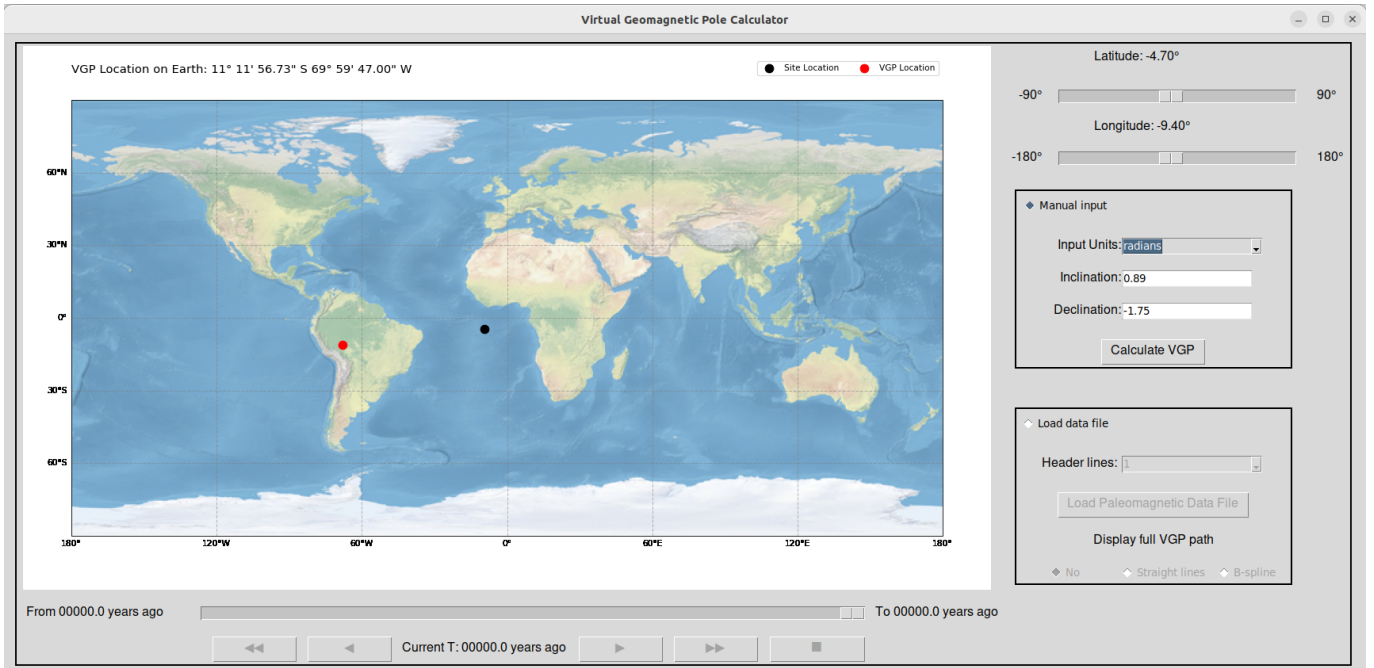 Virtual Geomagnetic Pole Calculator
VGP Location on Earth: 11° 11' 56.73" S 69° 59' 47.00" W
Site Location VGP Location
60°N
30°N
0°
30°S
60°S
180° 120°W 60°W 0° 60°E 120°E 180°
Latitude: -4.70°
-90° 90°
Longitude: -9.40°
-180° 180°
Manual input
Input Units: radians
Inclination: 0.89
Declination: -1.75
Calculate VGP
Load data file
Header lines: 1
Load Paleomagnetic Data File
Display full VGP path
No Straight lines B-spline
From 00000.0 years ago To 00000.0 years ago
Current T: 00000.0 years ago